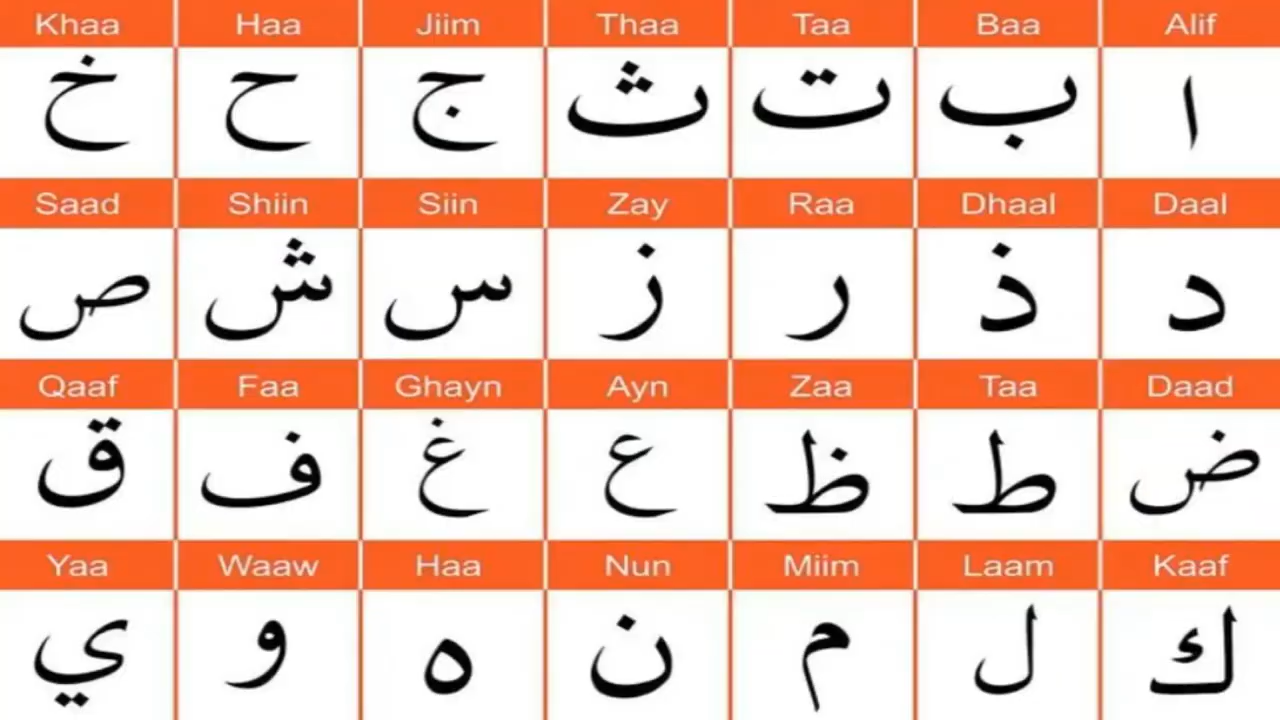 Khaa Haa Jiim Thaa Taa Baa Alif
ا ب ت ث ج ح خ
Saad Shiin Siin Zay Raa Dhaal Daal
د ذ ر ز س ش ص
Qaaf Faa Ghayn Ayn Zaa Taa Daad
ض ط ظ ع غ ف ق
Yaa Waaw Haa Nun Miim Laam Kaaf
ك ل م ن ه و ي